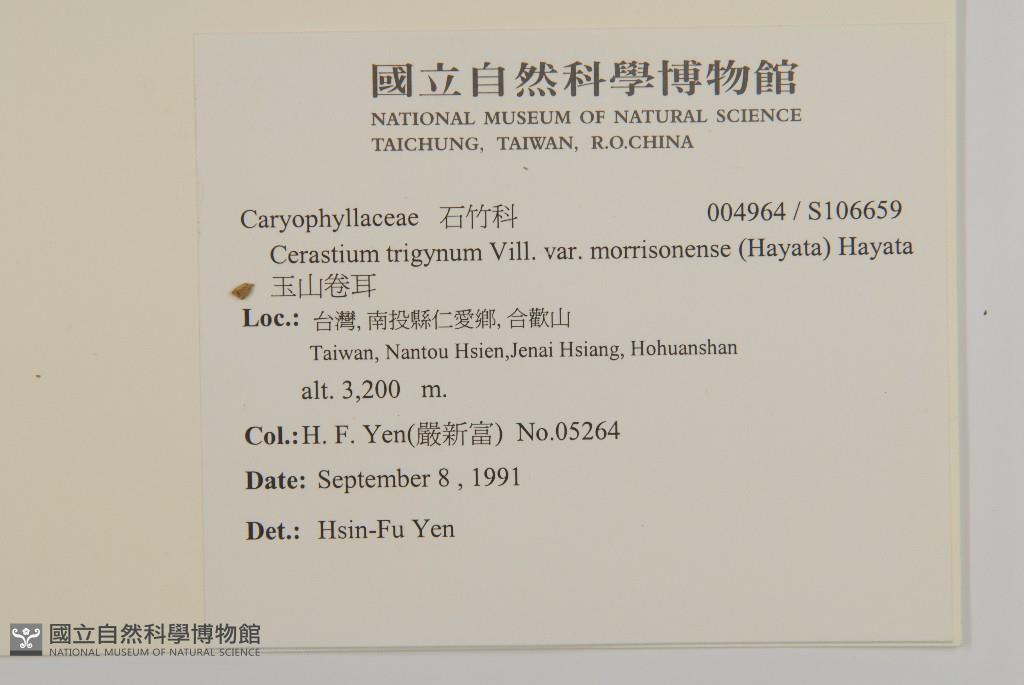 國立自然科學博物館
NATIONAL MUSEUM OF NATURAL SCIENCE
TAICHUNG, TAIWAN, R.O.CHINA
Caryophyllaceae 石竹科 004964 / S106659
Cerastium trigynum Vill. var. morrisonense (Hayata) Hayata
玉山卷耳
Loc.: 台灣, 南投縣仁愛鄉, 合歡山
Taiwan, Nantou Hsien,Jenai Hsiang, Hohuanshan
alt. 3,200 m.
Col.:H. F. Yen(嚴新富) No.05264
Date: September 8 , 1991
Det.: Hsin-Fu Yen
國立自然科學博物館
NATIONAL MUSEUM OF NATURAL SCIENCE